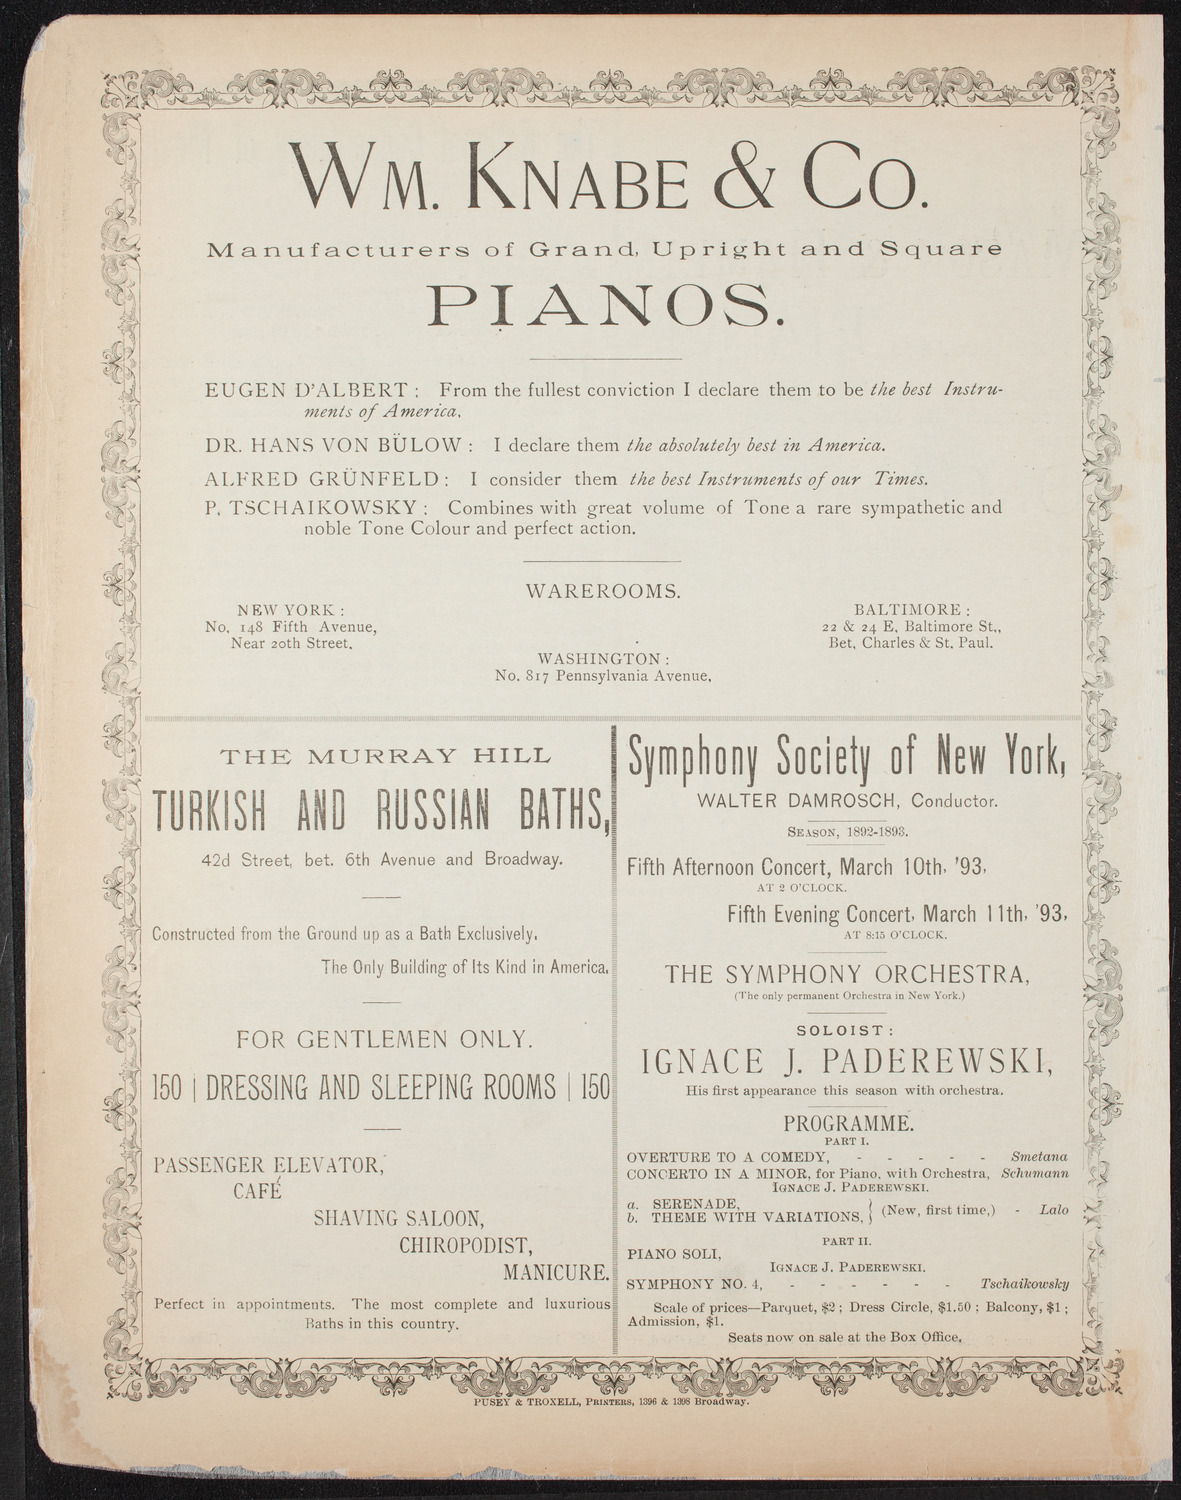 WM. KNABE & CO.
Manufacturers of Grand, Upright and Square
PIANOS.
EUGEN D'ALBERT: From the fullest conviction I declare them to be the best Instru-
ments of America.
DR. HANS VON BÜLOW: I declare them the absolutely best in America.
ALFRED GRÜNFELD: I consider them the best Instruments of our Times.
P. TSCHAIKOWSKY: Combines with great volume of Tone a rare sympathetic and
noble Tone Colour and perfect action.
WAREROOMS.
NEW YORK:
No. 148 Fifth Avenue,
Near 20th Street.
BALTIMORE:
22 & 24 E. Baltimore St.,
Bet. Charles & St. Paul.
WASHINGTON:
No. 817 Pennsylvania Avenue.
THE MURRAY HILL
TURKISH AND RUSSIAN BATHS,
42d Street, bet. 6th Avenue and Broadway.
Constructed from the Ground up as a Bath Exclusively.
The Only Building of Its Kind in America.
FOR GENTLEMEN ONLY.
150 | DRESSING AND SLEEPING ROOMS | 150
PASSENGER ELEVATOR,
CAFÉ
SHAVING SALOON,
CHIROPODIST,
MANICURE.
Perfect in appointments. The most complete and luxurious
Baths in this country.
Symphony Society of New York,
WALTER DAMROSCH, Conductor.
SEASON, 1892-1893.
Fifth Afternoon Concert, March 10th, '93,
AT 2 O'CLOCK.
Fifth Evening Concert, March 11th, '93,
AT 8:15 O'CLOCK.
THE SYMPHONY ORCHESTRA,
(The only permanent Orchestra in New York.)
SOLOIST:
IGNACE J. PADEREWSKI,
His first appearance this season with orchestra.
PROGRAMME.
PART I.
OVERTURE TO A COMEDY, - - - - - Smetana
CONCERTO IN A MINOR, for Piano, with Orchestra, Schumann
IGNACE J. PADEREWSKI.
a. SERENADE,
b. THEME WITH VARIATIONS, } (New, first time,) - Lalo
PART II.
PIANO SOLI,
IGNACE J. PADEREWSKI.
SYMPHONY NO. 4, - - - - - - Tschaikowsky
Scale of prices—Parquet, $2; Dress Circle, $1.50; Balcony, $1;
Admission, $1.
Seats now on sale at the Box Office.
PUSEY & TROXELL, PRINTERS, 1396 & 1398 Broadway.